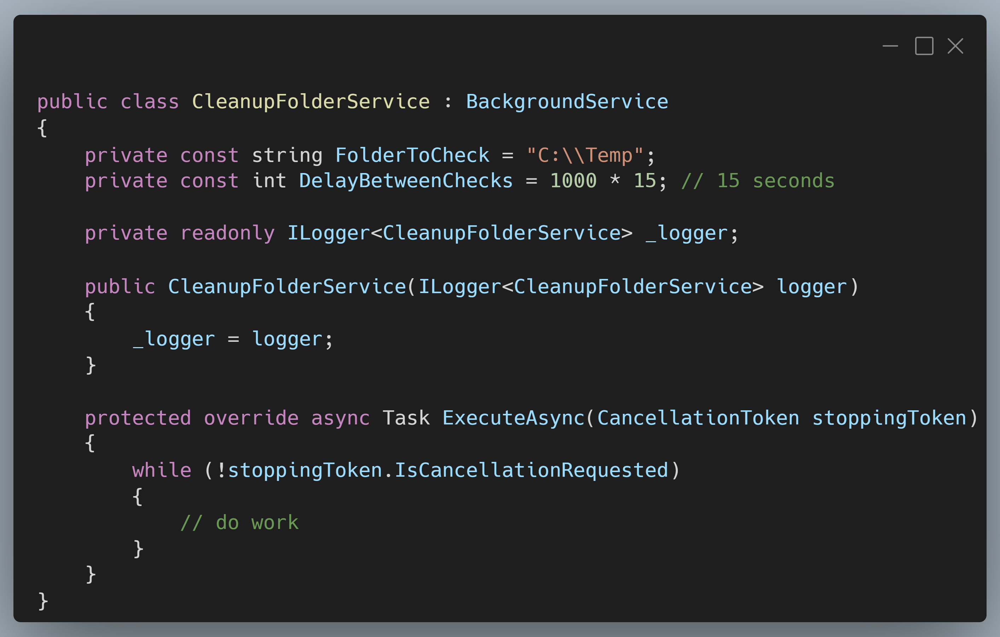 public class CleanupFolderService : BackgroundService
{
    private const string FolderToCheck = "C:\\Temp";
    private const int DelayBetweenChecks = 1000 * 15; // 15 seconds

    private readonly ILogger<CleanupFolderService> _logger;

    public CleanupFolderService(ILogger<CleanupFolderService> logger)
    {
        _logger = logger;
    }

    protected override async Task ExecuteAsync(CancellationToken stoppingToken)
    {
        while (!stoppingToken.IsCancellationRequested)
        {
            // do work
        }
    }
}